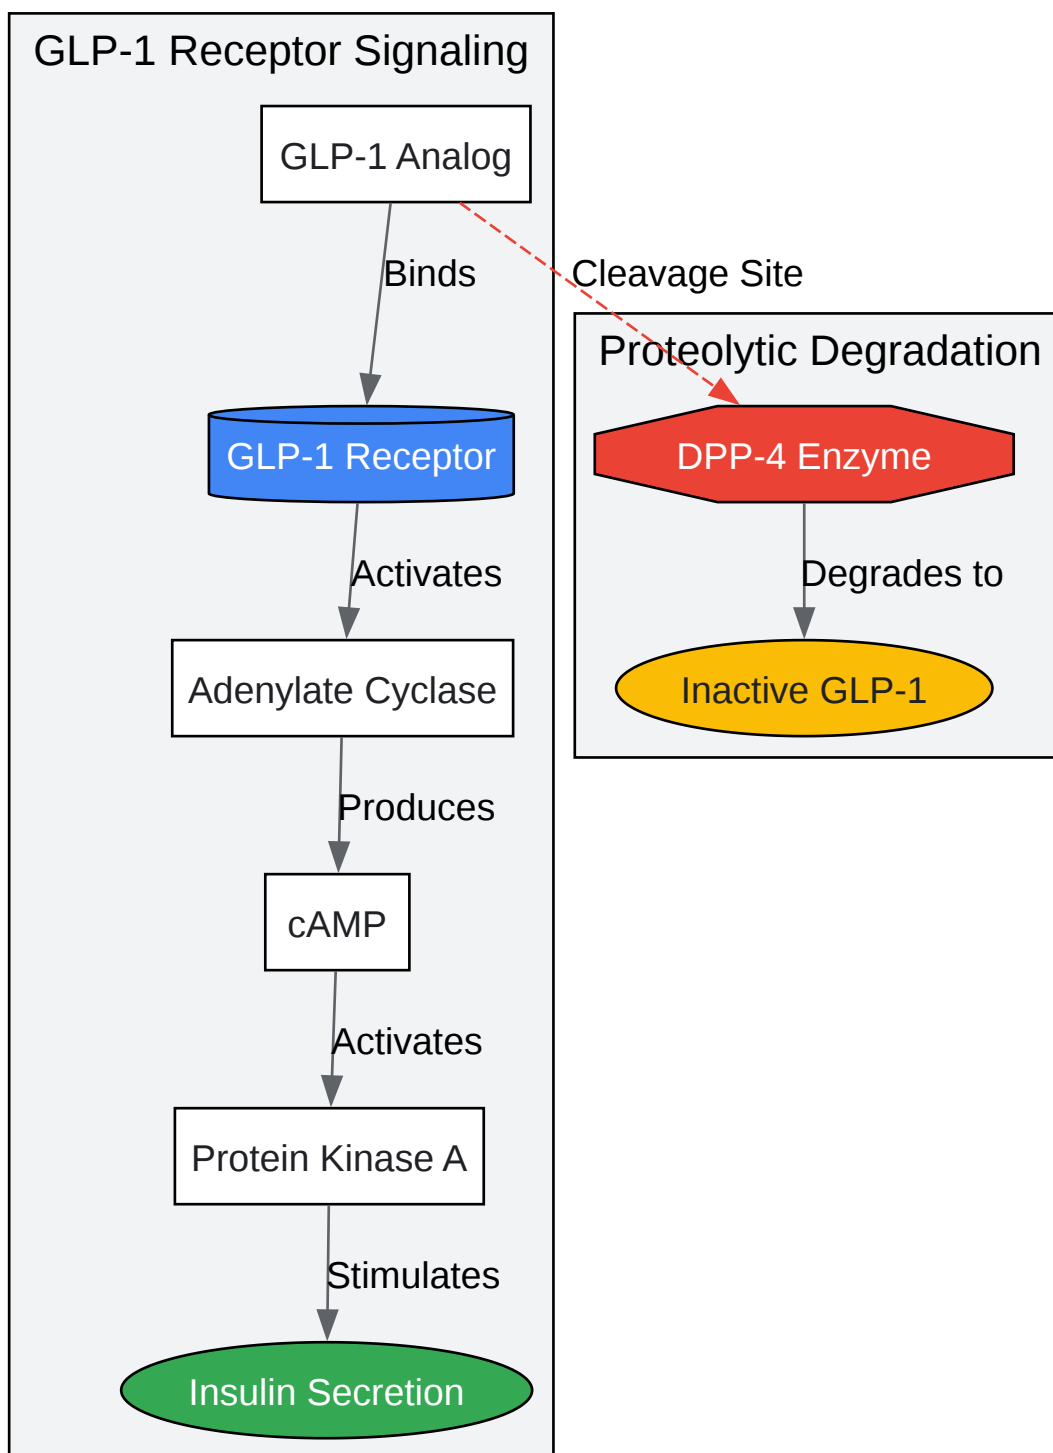 GLP-1 Receptor Signaling
GLP-1 Analog
Binds
Cleavage Site
Proteolytic Degradation
GLP-1 Receptor
DPP-4 Enzyme
Activates
Degrades to
Adenylate Cyclase
Inactive GLP-1
Produces
cAMP
Activates
Protein Kinase A
Stimulates
Insulin Secretion